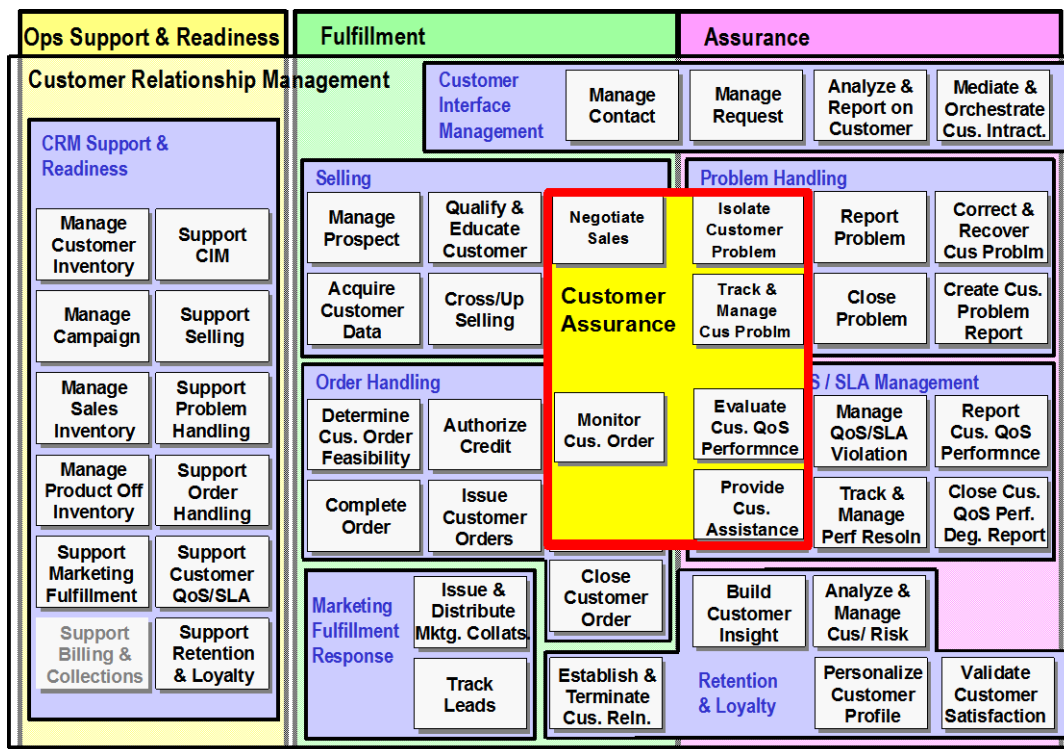 Ops Support & Readiness
Fulfillment
Assurance
Customer Relationship Management
Customer
Interface
Management
Manage
Contact
Manage
Request
Analyze &
Report on
Customer
Mediate &
Orchestrate
Cus. Intract.
CRM Support &
Readiness
Manage
Customer
Inventory
Support
CIM
Manage
Campaign
Support
Selling
Manage
Sales
Inventory
Support
Problem
Handling
Manage
Product Off
Inventory
Support
Order
Handling
Support
Marketing
Fulfillment
Support
Customer
QoS/SLA
Support
Billing &
Collections
Support
Retention
& Loyalty
Selling
Manage
Prospect
Qualify &
Educate
Customer
Negotiate
Sales
Acquire
Customer
Data
Cross/Up
Selling
Customer
Assurance
Problem Handling
Isolate
Customer
Problem
Report
Problem
Correct &
Recover
Cus Problm
Track &
Manage
Cus Problm
Close
Problem
Create Cus.
Problem
Report
Order Handling
Determine
Cus. Order
Feasibility
Authorize
Credit
Monitor
Cus. Order
Complete
Order
Issue
Customer
Orders
Close
Customer
Order
S / SLA Management
Evaluate
Cus. QoS
Performnce
Manage
QoS/SLA
Violation
Report
Cus. QoS
Performnce
Provide
Cus.
Assistance
Track &
Manage
Perf Resoln
Close Cus.
QoS Perf.
Deg. Report
Marketing
Fulfillment
Response
Issue &
Distribute
Mktg. Collats.
Track
Leads
Establish &
Terminate
Cus. Reln.
Retention
& Loyalty
Build
Customer
Insight
Analyze &
Manage
Cus/ Risk
Personalize
Customer
Profile
Validate
Customer
Satisfaction